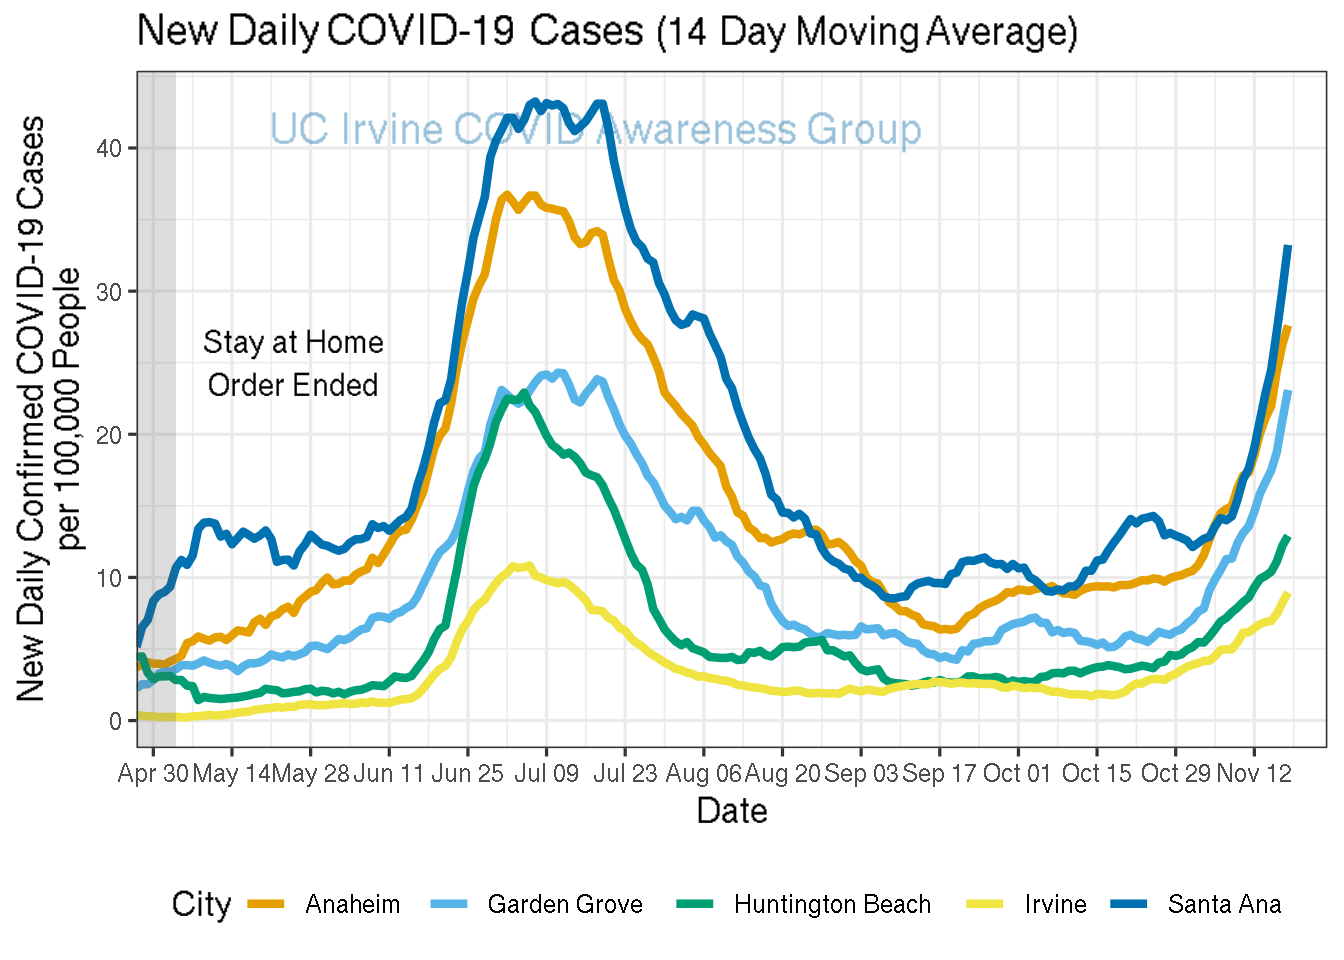 New Daily COVID-19 Cases (14 Day Moving Average)
UC Irvine COVID Awareness Group
New Daily Confirmed COVID-19 Cases
per 100,000 People
40
30
20
10
0
Stay at Home
Order Ended
Apr 30 May 14 May 28 Jun 11 Jun 25 Jul 09 Jul 23 Aug 06 Aug 20 Sep 03 Sep 17 Oct 01 Oct 15 Oct 29 Nov 12
Date
City Anaheim Garden Grove Huntington Beach Irvine Santa Ana